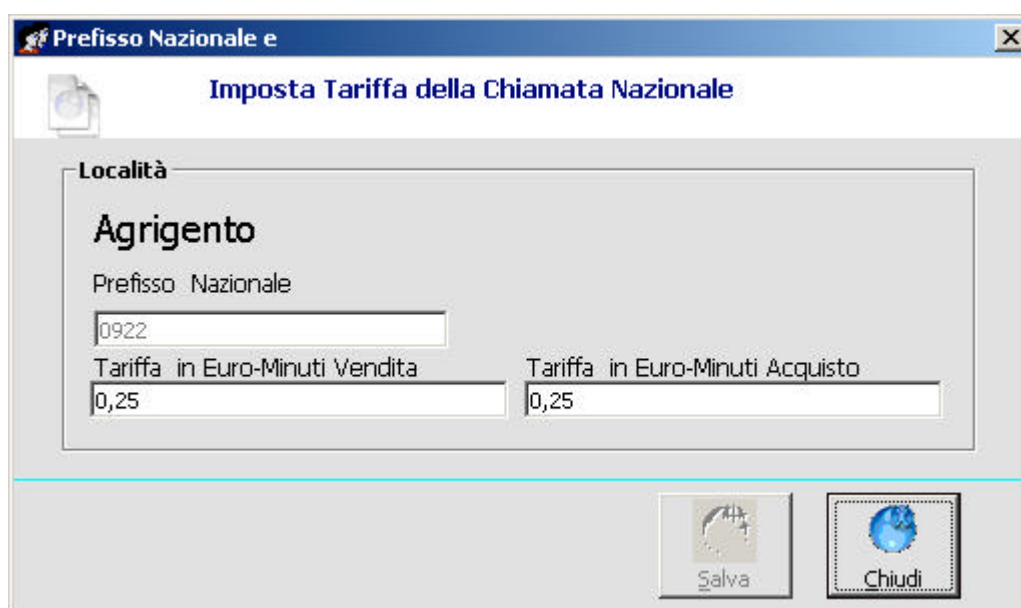 Prefisso Nazionale e
Imposta Tariffa della Chiamata Nazionale
Località
Agrigento
Prefisso Nazionale
0922
Tariffa in Euro-Minuti Vendita Tariffa in Euro-Minuti Acquisto
0,25 0,25
Salva Chiudi